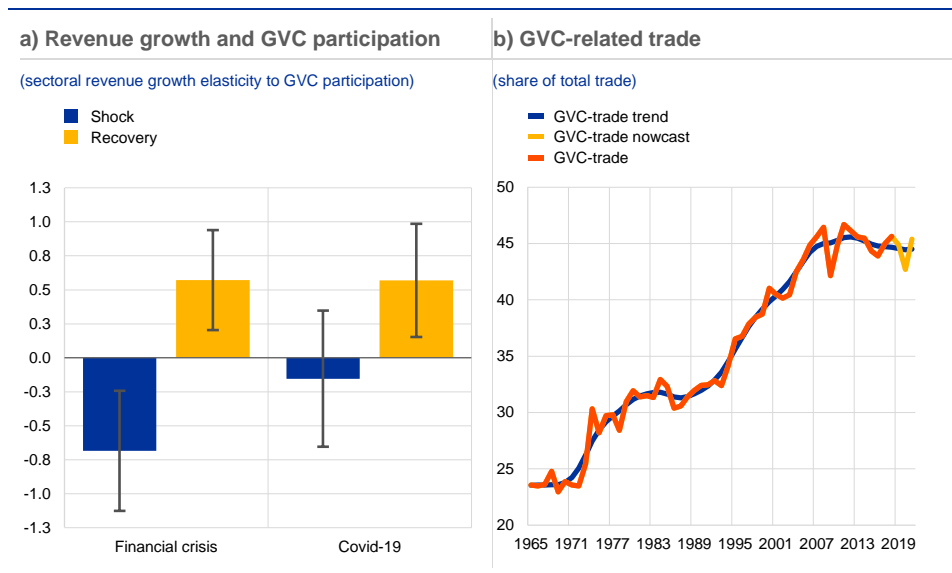 a) Revenue growth and GVC participation
(sectoral revenue growth elasticity to GVC participation)
Shock
Recovery
1.3
1.0
0.8
0.5
0.3
0.0
-0.3
-0.5
-0.8
-1.0
-1.3
Financial crisis
Covid-19
b) GVC-related trade
(share of total trade)
GVC-trade trend
GVC-trade nowcast
GVC-trade
50
45
40
35
30
25
20
1965 1971 1977 1983 1989 1995 2001 2007 2013 2019